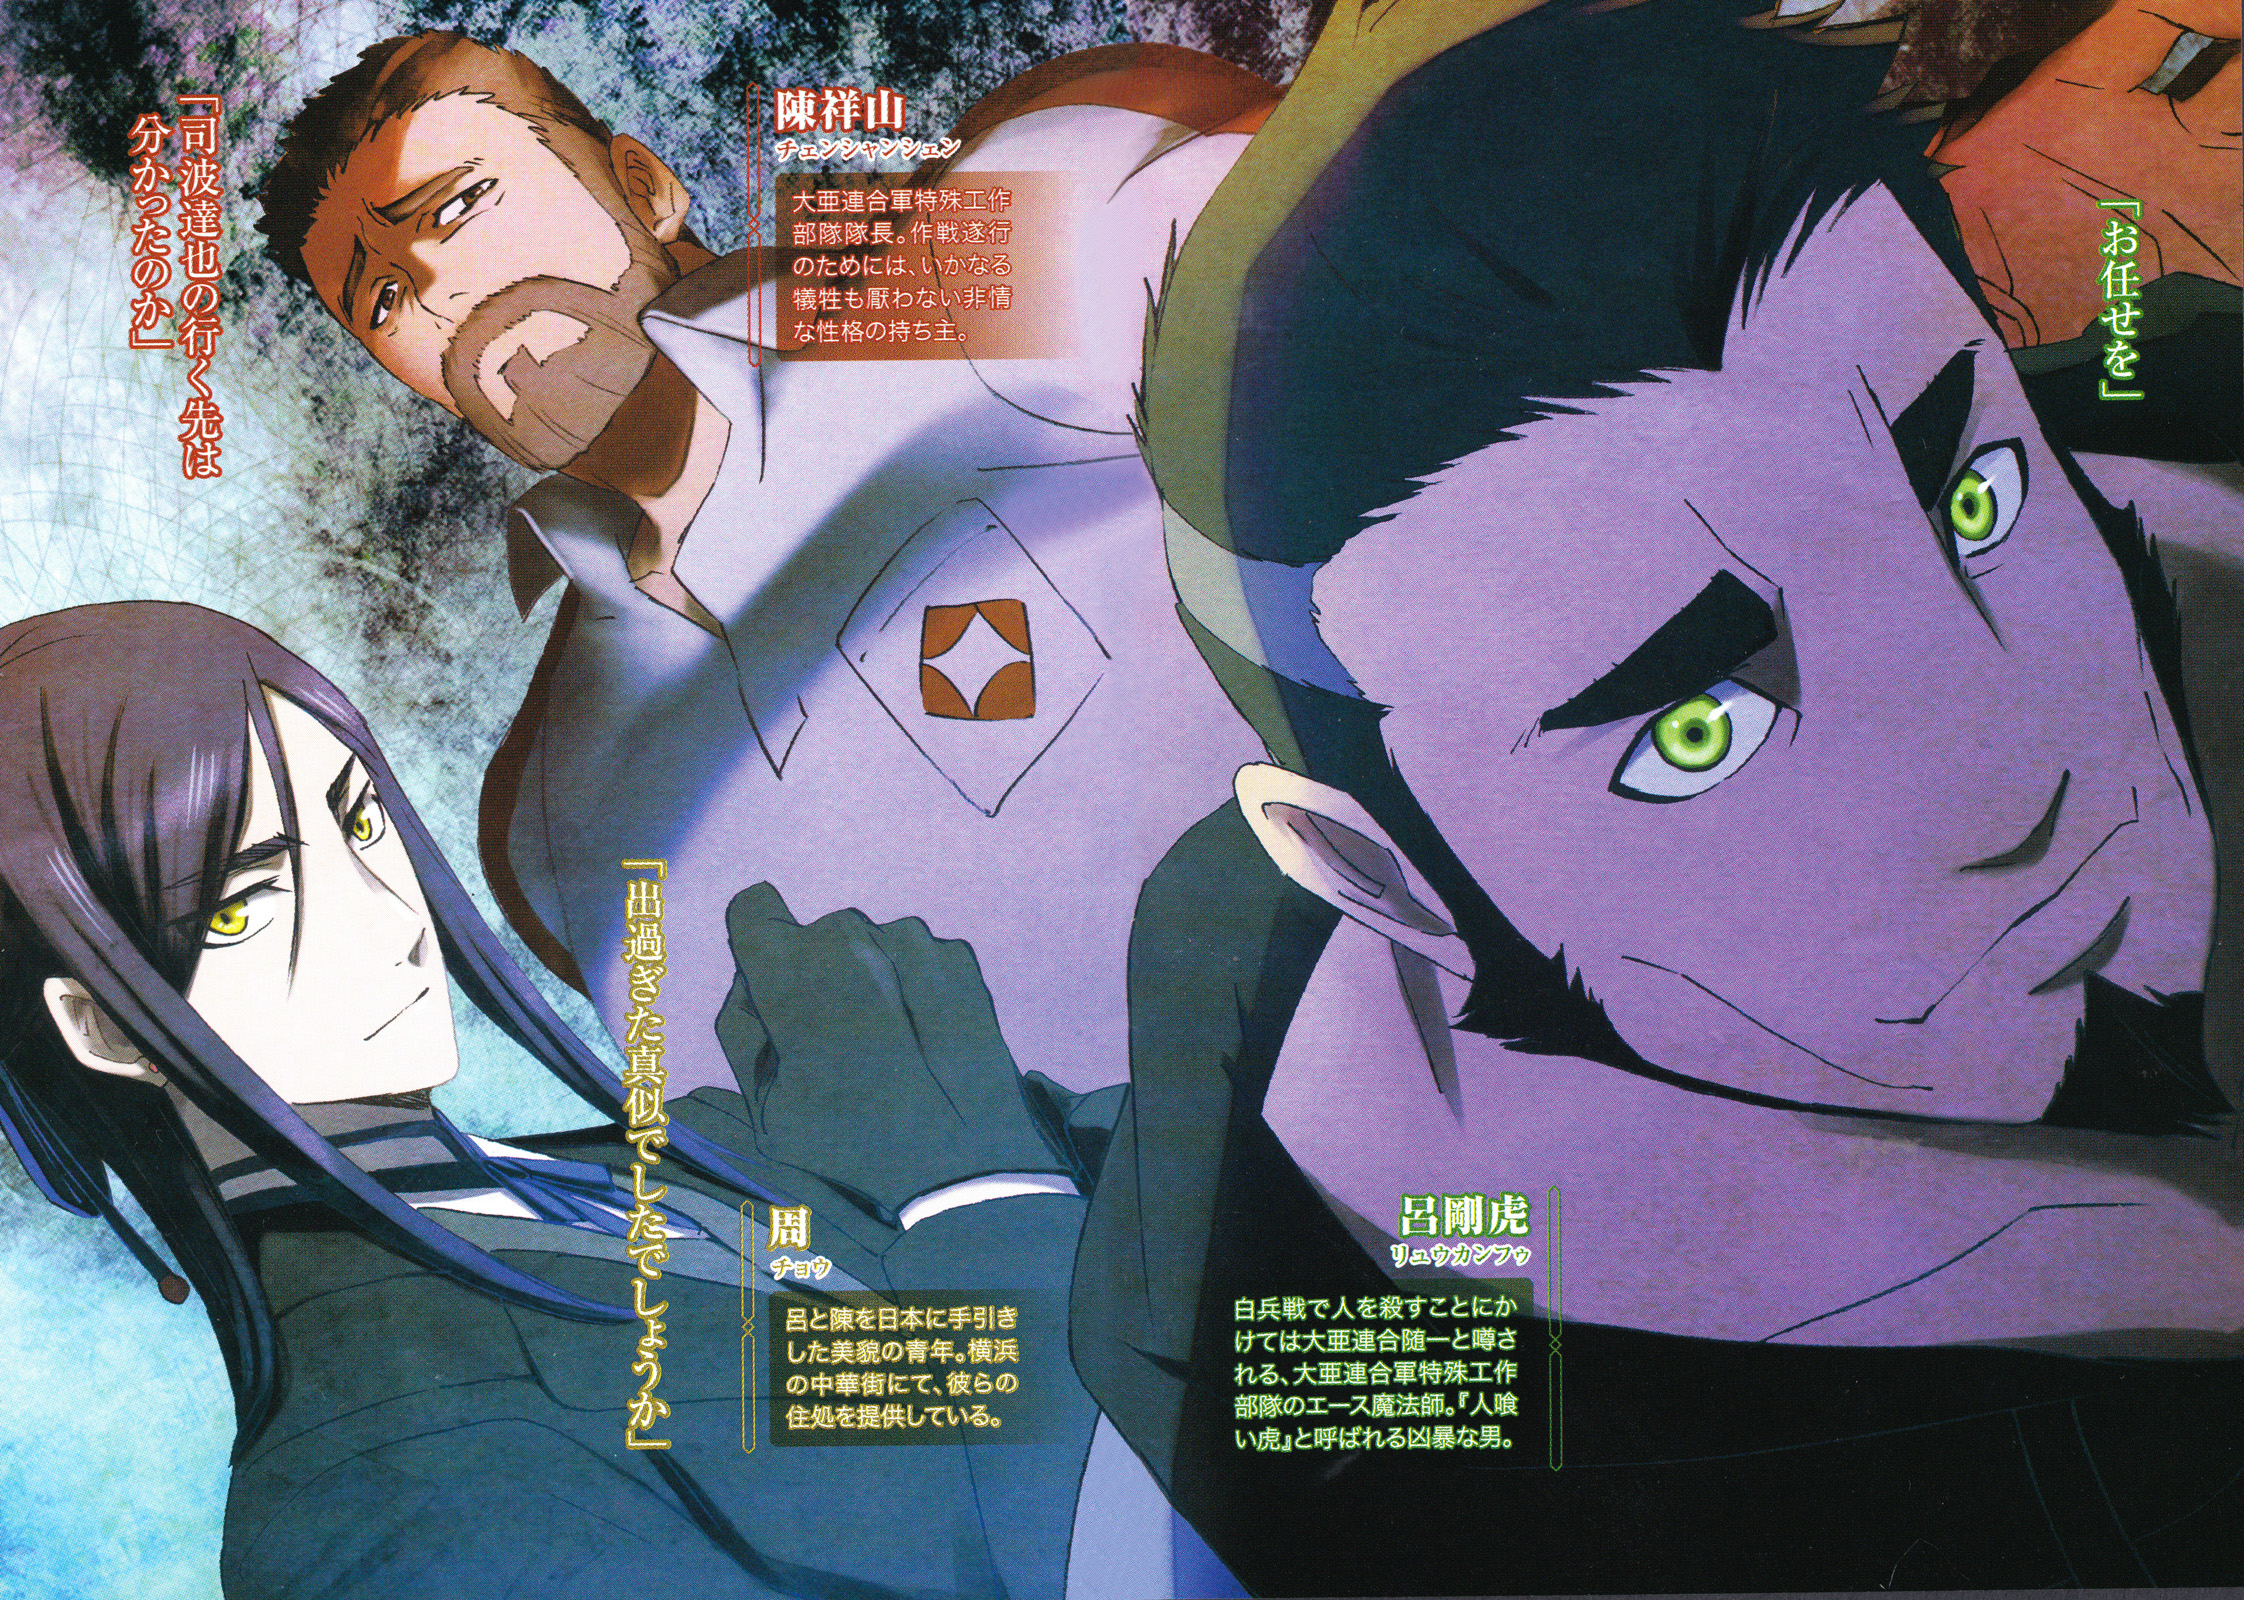 「お任せを」
陳祥山
チェンシャンシェン
大亜連合軍特殊工作
部隊隊長。作戦遂行
のためには、いかなる
犠牲も厭わない非情
な性格の持ち主。
「司波達也の行く先は
分かったのか」
呂剛虎
リュウカンフゥ
白兵戦で人を殺すことにか
けては大亜連合随一と噂さ
れる、大亜連合軍特殊工作
部隊のエース魔法師。『人喰
い虎』と呼ばれる凶暴な男。
周
チョウ
呂と陳を日本に手引き
した美貌の青年。横浜
の中華街にて、彼らの
住処を提供している。
「出過ぎた真似でしたでしょうか」